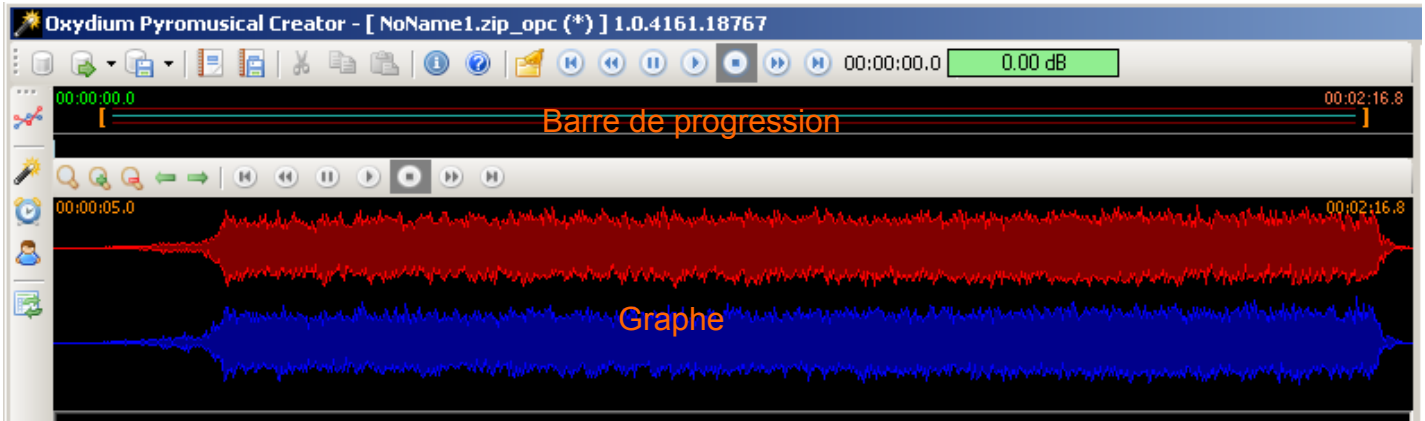 Oxydium Pyromusical Creator - [ NoName1.zip_opc (*) ] 1.0.4161.18767
00:00:00.0 0.00 dB
00:00:00.0 00:02:16.8
Barre de progression
00:00:05.0 00:02:16.8
Graphe